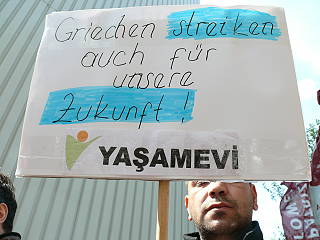 Griechen streiken
auch für
unsere
Zukunft!
YAŞAMEVİ